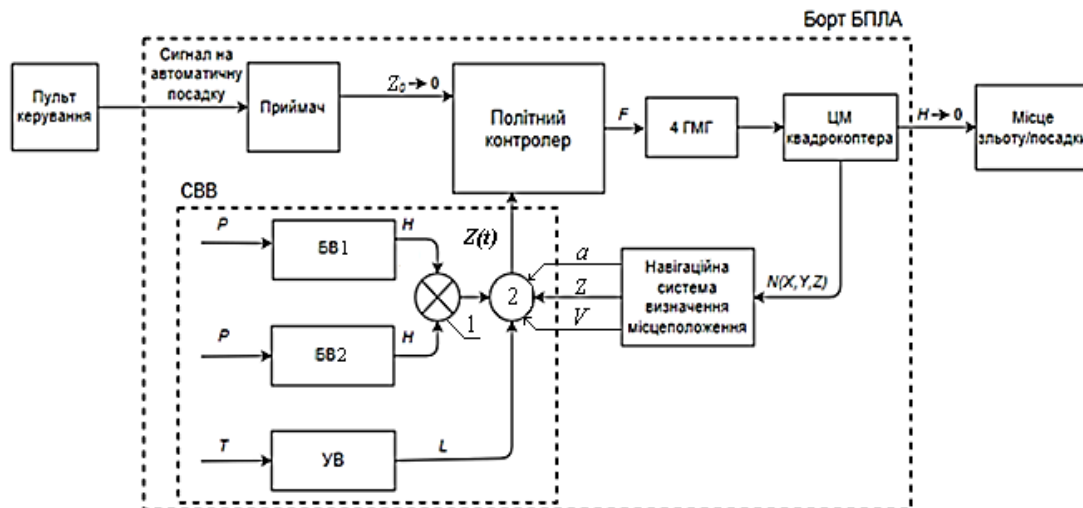 Борт БПЛА
Сигнал на
автоматичну
посадку
Пульт
керування
Приймач
Z₀→0
Політний
контролер
F
4 ГМГ
ЦМ
квадрокоптера
H→0
Місце
зльоту/посадки
СВВ
P
БВ1
H
Z(t)
a
Z
V
2
1
Навігаційна
система
визначення
місцеположення
N(X,Y,Z)
P
БВ2
H
T
УВ
L